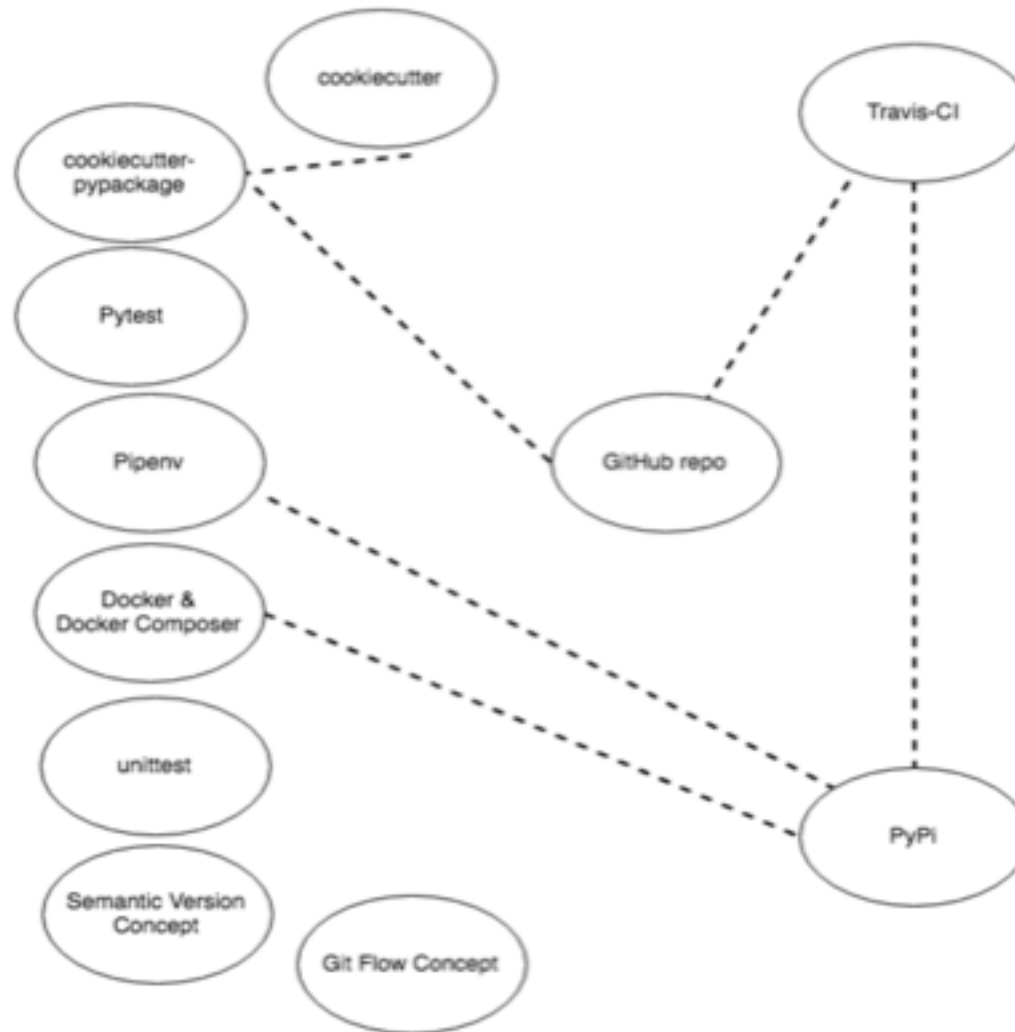 cookiecutter
Travis-CI
cookiecutter-
pypackage
Pytest
Pipenv
GitHub repo
Docker &
Docker Composer
unittest
PyPi
Semantic Version
Concept
Git Flow Concept